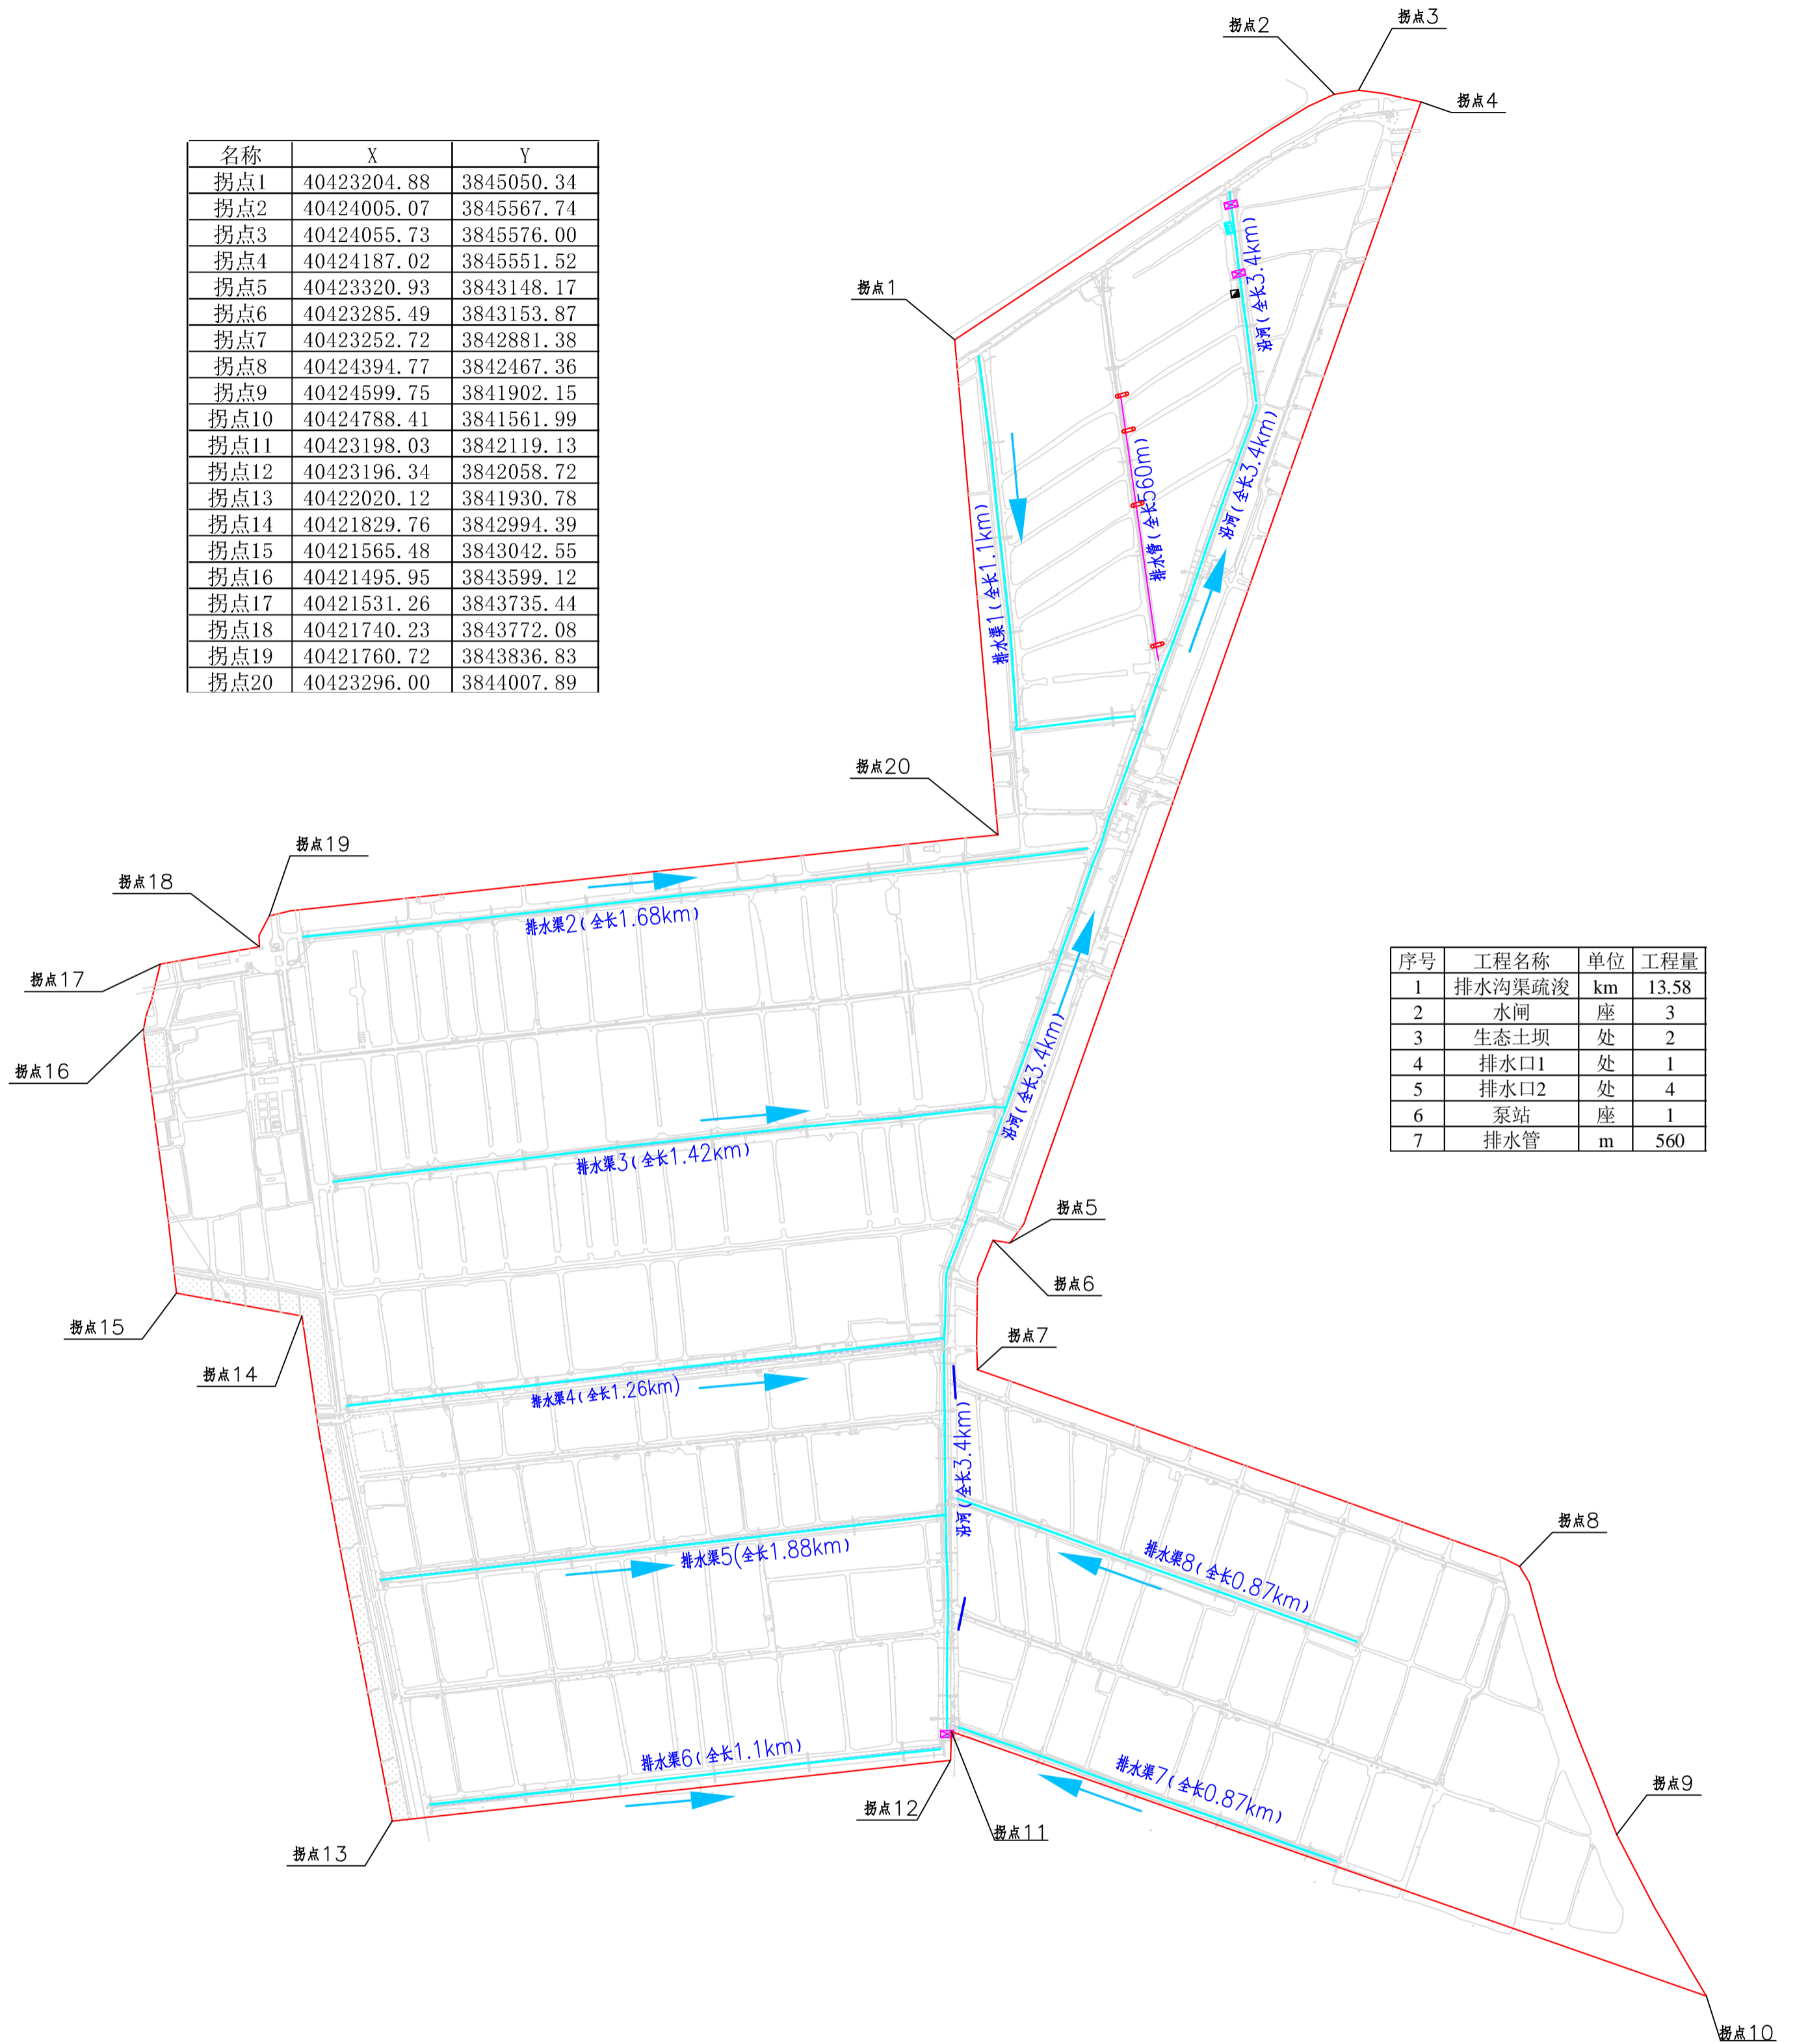 拐点2
拐点3
拐点4
名称 X Y
拐点1 40423204.88 3845050.34
拐点2 40424005.07 3845567.74
拐点3 40424055.73 3845576.00
拐点4 40424187.02 3845551.52
拐点5 40423320.93 3843148.17
拐点6 40423285.49 3843153.87
拐点7 40423252.72 3842881.38
拐点8 40424394.77 3842467.36
拐点9 40424599.75 3841902.15
拐点10 40424788.41 3841561.99
拐点11 40423198.03 3842119.13
拐点12 40423196.34 3842058.72
拐点13 40422020.12 3841930.78
拐点14 40421829.76 3842994.39
拐点15 40421565.48 3843042.55
拐点16 40421495.95 3843599.12
拐点17 40421531.26 3843735.44
拐点18 40421740.23 3843772.08
拐点19 40421760.72 3843836.83
拐点20 40423296.00 3844007.89
拐点1
沿河(全长3.4km)
沿河(全长3.4km)
排水管(全长560m)
排水渠1(全长1.1km)
拐点20
拐点19
拐点18
排水渠2(全长1.68km)
拐点17
序号 工程名称 单位 工程量
1 排水沟渠疏浚 km 13.58
2 水闸 座 3
3 生态土坝 处 2
4 排水口1 处 1
5 排水口2 处 4
6 泵站 座 1
7 排水管 m 560
拐点16
沿河(全长3.4km)
排水渠3(全长1.42km)
拐点5
拐点6
拐点15
拐点7
拐点14
排水渠4(全长1.26km)
沿河(全长3.4km)
拐点8
排水渠5(全长1.88km)
排水渠8(全长0.87km)
排水渠6(全长1.1km)
排水渠7(全长0.87km)
拐点9
拐点12
拐点11
拐点13
拐点10